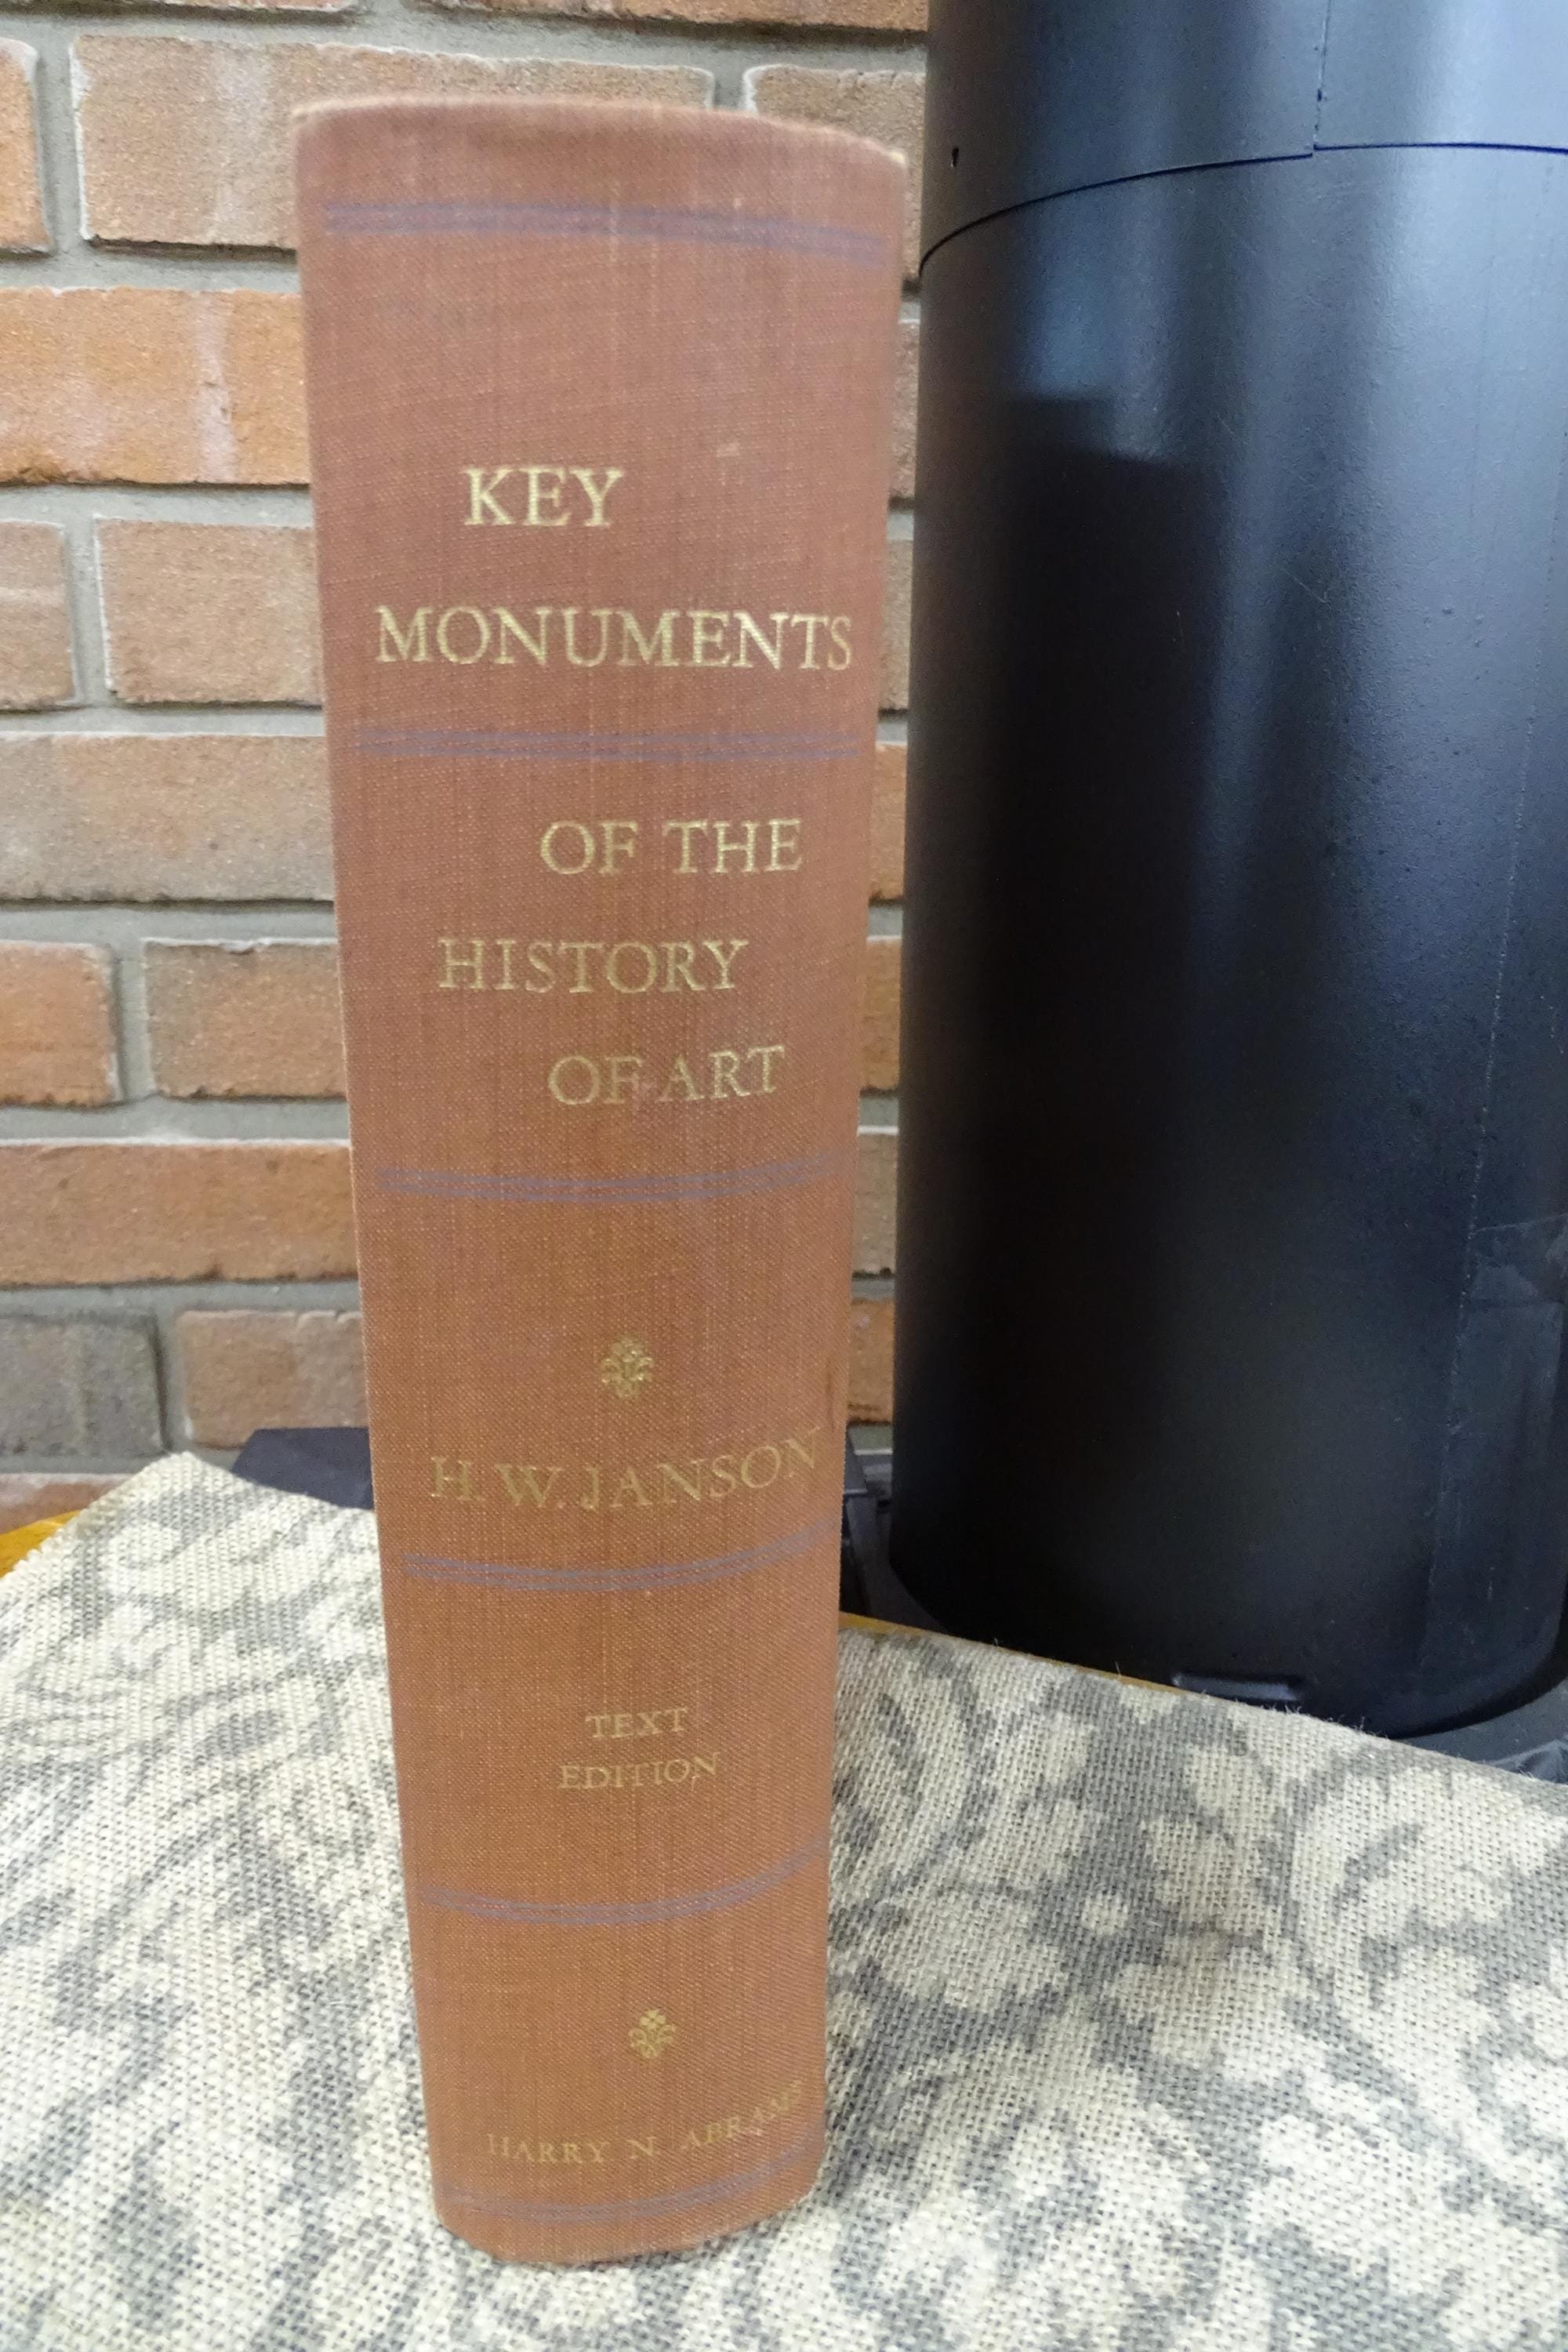 KEY
MONUMENTS
OF THE
HISTORY
OF ART
H. W. JANSON
TEXT
EDITION
HARRY N. ABRAMS